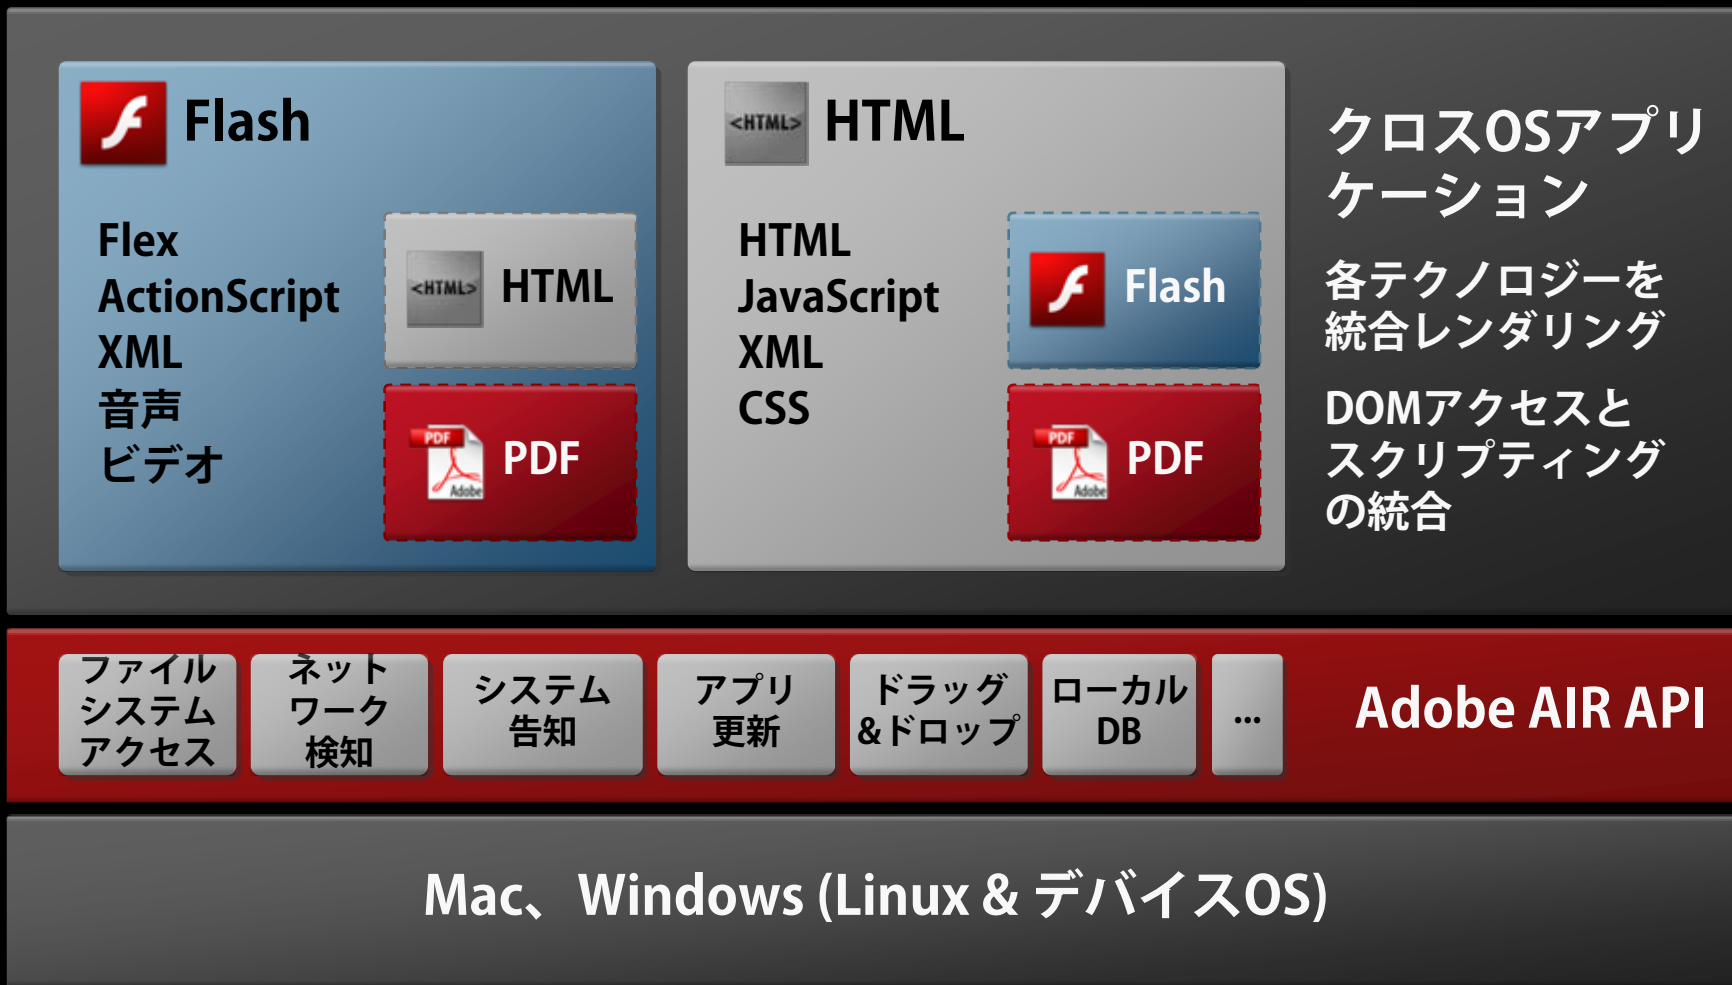 Flash
Flex
ActionScript
XML
音声
ビデオ
<HTML>
HTML
PDF
Adobe
PDF
<HTML>
HTML
HTML
JavaScript
XML
CSS
Flash
PDF
Adobe
PDF
クロスOSアプリ
ケーション
各テクノロジーを
統合レンダリング
DOMアクセスと
スクリプティング
の統合
ファイル
システム
アクセス
ネット
ワーク
検知
システム
告知
アプリ
更新
ドラッグ
&ドロップ
ローカル
DB
...
Adobe AIR API
Mac、Windows (Linux & デバイスOS)